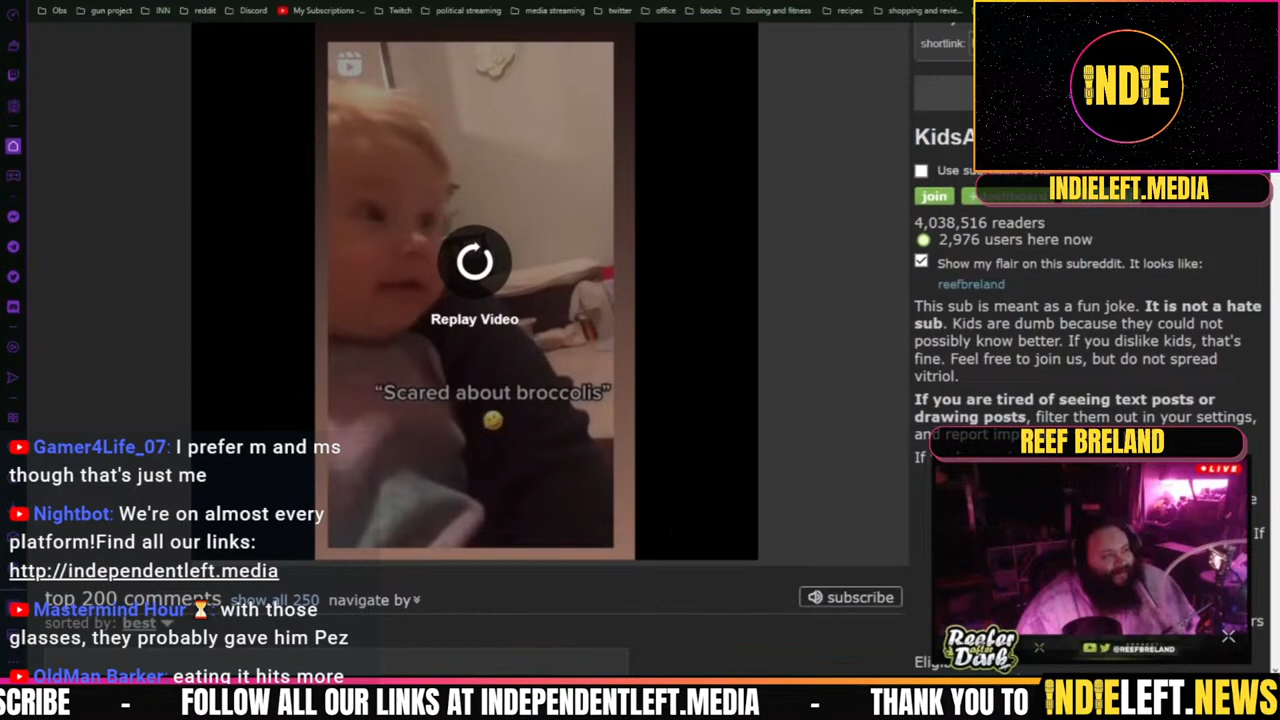 Obs
gun project
INN
reddit
Discord
My Subscriptions -...
Twitch
political streaming
media streaming
twitter
office
books
boxing and fitness
recipes
shopping and revie...
shortlink:
INDIE
INDIELEFT.MEDIA
KidsA
Use su
join
4,038,516 readers
2,976 users here now
Show my flair on this subreddit. It looks like:
reefbreland
This sub is meant as a fun joke. It is not a hate
sub. Kids are dumb because they could not
possibly know better. If you dislike kids, that's
fine. Feel free to join us, but do not spread
vitriol.
If you are tired of seeing text posts or
drawing posts, filter them out in your settings,
and report
If
Replay Video
"Scared about broccolis"
Gamer4Life_07: I prefer m and ms
though that's just me
Nightbot: We're on almost every
platform!Find all our links:
http://independentleft.media
Mastermind Hour ⏳: with those
glasses, they probably gave him Pez
OldMan Barker: eating it hits more
top 200 comments show all 250 navigate by
sorted by: best
subscribe
REEF BRELAND
LIVE
If
Reefer
after
Dark
@REEFBRELAND
SCRIBE - FOLLOW ALL OUR LINKS AT INDEPENDENTLEFT.MEDIA - THANK YOU TO
INDIELEFT.NEWS